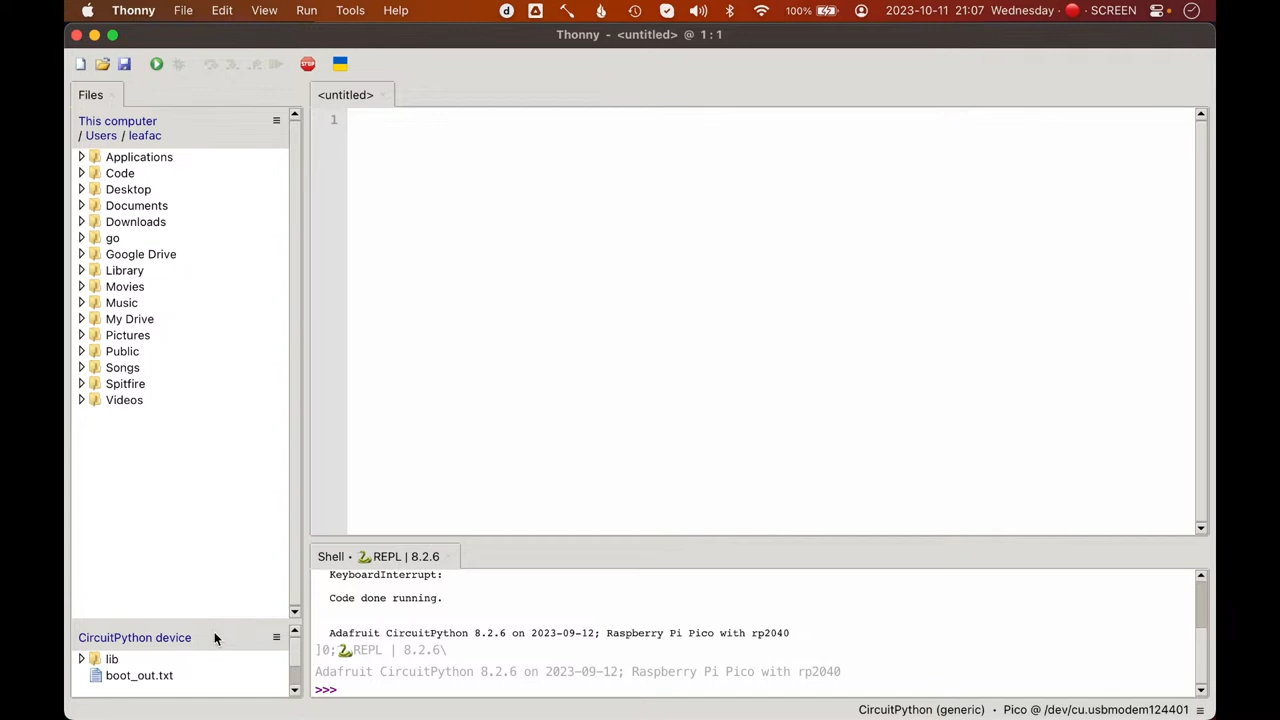 Thonny File Edit View Run Tools Help 100% 2023-10-11 21:07 Wednesday SCREEN
Thonny - <untitled> @ 1 : 1
STOP
Files
<untitled>
This computer
/ Users / leafac
1
Applications
Code
Desktop
Documents
Downloads
go
Google Drive
Library
Movies
Music
My Drive
Pictures
Public
Songs
Spitfire
Videos
Shell • 🐍REPL | 8.2.6
KeyboardInterrupt:
Code done running.
Adafruit CircuitPython 8.2.6 on 2023-09-12; Raspberry Pi Pico with rp2040
]0;🐍REPL | 8.2.6\
Adafruit CircuitPython 8.2.6 on 2023-09-12; Raspberry Pi Pico with rp2040
>>>
CircuitPython device
lib
boot_out.txt
CircuitPython (generic) • Pico @ /dev/cu.usbmodem124401